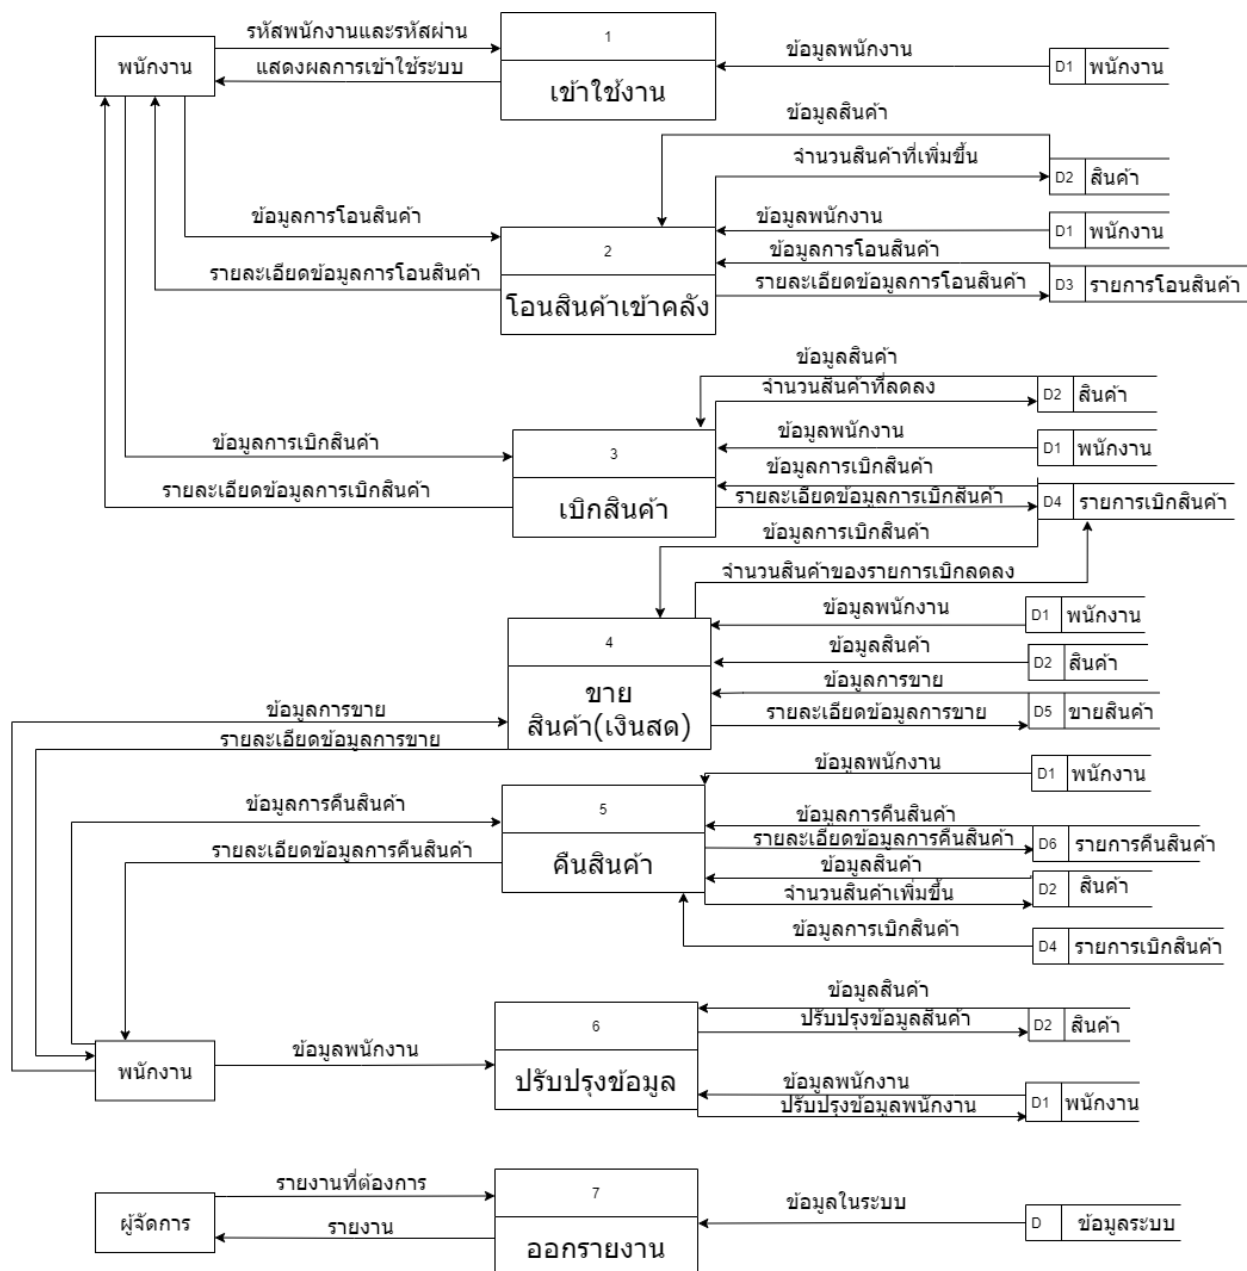 รหัสพนักงานและรหัสผ่าน
1
ข้อมูลพนักงาน
พนักงาน
แสดงผลการเข้าใช้ระบบ
เข้าใช้งาน
D1 พนักงาน
ข้อมูลสินค้า
จำนวนสินค้าที่เพิ่มขึ้น
D2 สินค้า
ข้อมูลการโอนสินค้า
ข้อมูลพนักงาน
D1 พนักงาน
2
ข้อมูลการโอนสินค้า
รายละเอียดข้อมูลการโอนสินค้า
รายละเอียดข้อมูลการโอนสินค้า
D3 รายการโอนสินค้า
โอนสินค้าเข้าคลัง
ข้อมูลสินค้า
จำนวนสินค้าที่ลดลง
D2 สินค้า
ข้อมูลการเบิกสินค้า
ข้อมูลพนักงาน
D1 พนักงาน
3
ข้อมูลการเบิกสินค้า
รายละเอียดข้อมูลการเบิกสินค้า
รายละเอียดข้อมูลการเบิกสินค้า
D4 รายการเบิกสินค้า
เบิกสินค้า
ข้อมูลการเบิกสินค้า
จำนวนสินค้าของรายการเบิกลดลง
ข้อมูลพนักงาน
D1 พนักงาน
4
ข้อมูลสินค้า
D2 สินค้า
ข้อมูลการขาย
ขาย
สินค้า(เงินสด)
ข้อมูลการขาย
รายละเอียดข้อมูลการขาย
D5 ขายสินค้า
รายละเอียดข้อมูลการขาย
ข้อมูลพนักงาน
D1 พนักงาน
ข้อมูลการคืนสินค้า
5
ข้อมูลการคืนสินค้า
รายละเอียดข้อมูลการคืนสินค้า
รายละเอียดข้อมูลการคืนสินค้า
D6 รายการคืนสินค้า
คืนสินค้า
ข้อมูลสินค้า
จำนวนสินค้าเพิ่มขึ้น
D2 สินค้า
ข้อมูลการเบิกสินค้า
D4 รายการเบิกสินค้า
ข้อมูลสินค้า
6
ปรับปรุงข้อมูลสินค้า
D2 สินค้า
พนักงาน
ข้อมูลพนักงาน
ปรับปรุงข้อมูล
ข้อมูลพนักงาน
ปรับปรุงข้อมูลพนักงาน
D1 พนักงาน
รายงานที่ต้องการ
7
ข้อมูลในระบบ
ผู้จัดการ
รายงาน
ออกรายงาน
D ข้อมูลระบบ